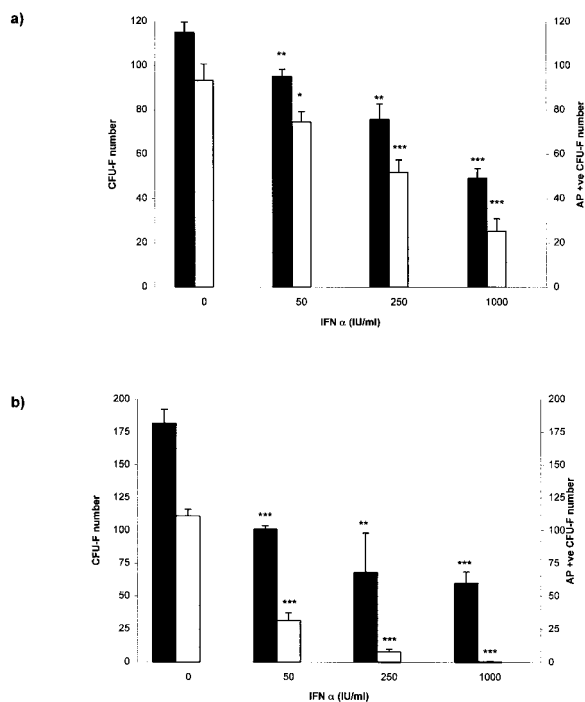 a)
120
100
80
60
40
20
0
CFU-F number
** * ** *** *** ***
120
100
80
60
40
20
0
AP +ve CFU-F number
0 50 250 1000
IFN α (IU/ml)
b)
200
175
150
125
100
75
50
25
0
CFU-F number
*** *** ** *** *** ***
200
175
150
125
100
75
50
25
0
AP +ve CFU-F number
0 50 250 1000
IFN α (IU/ml)